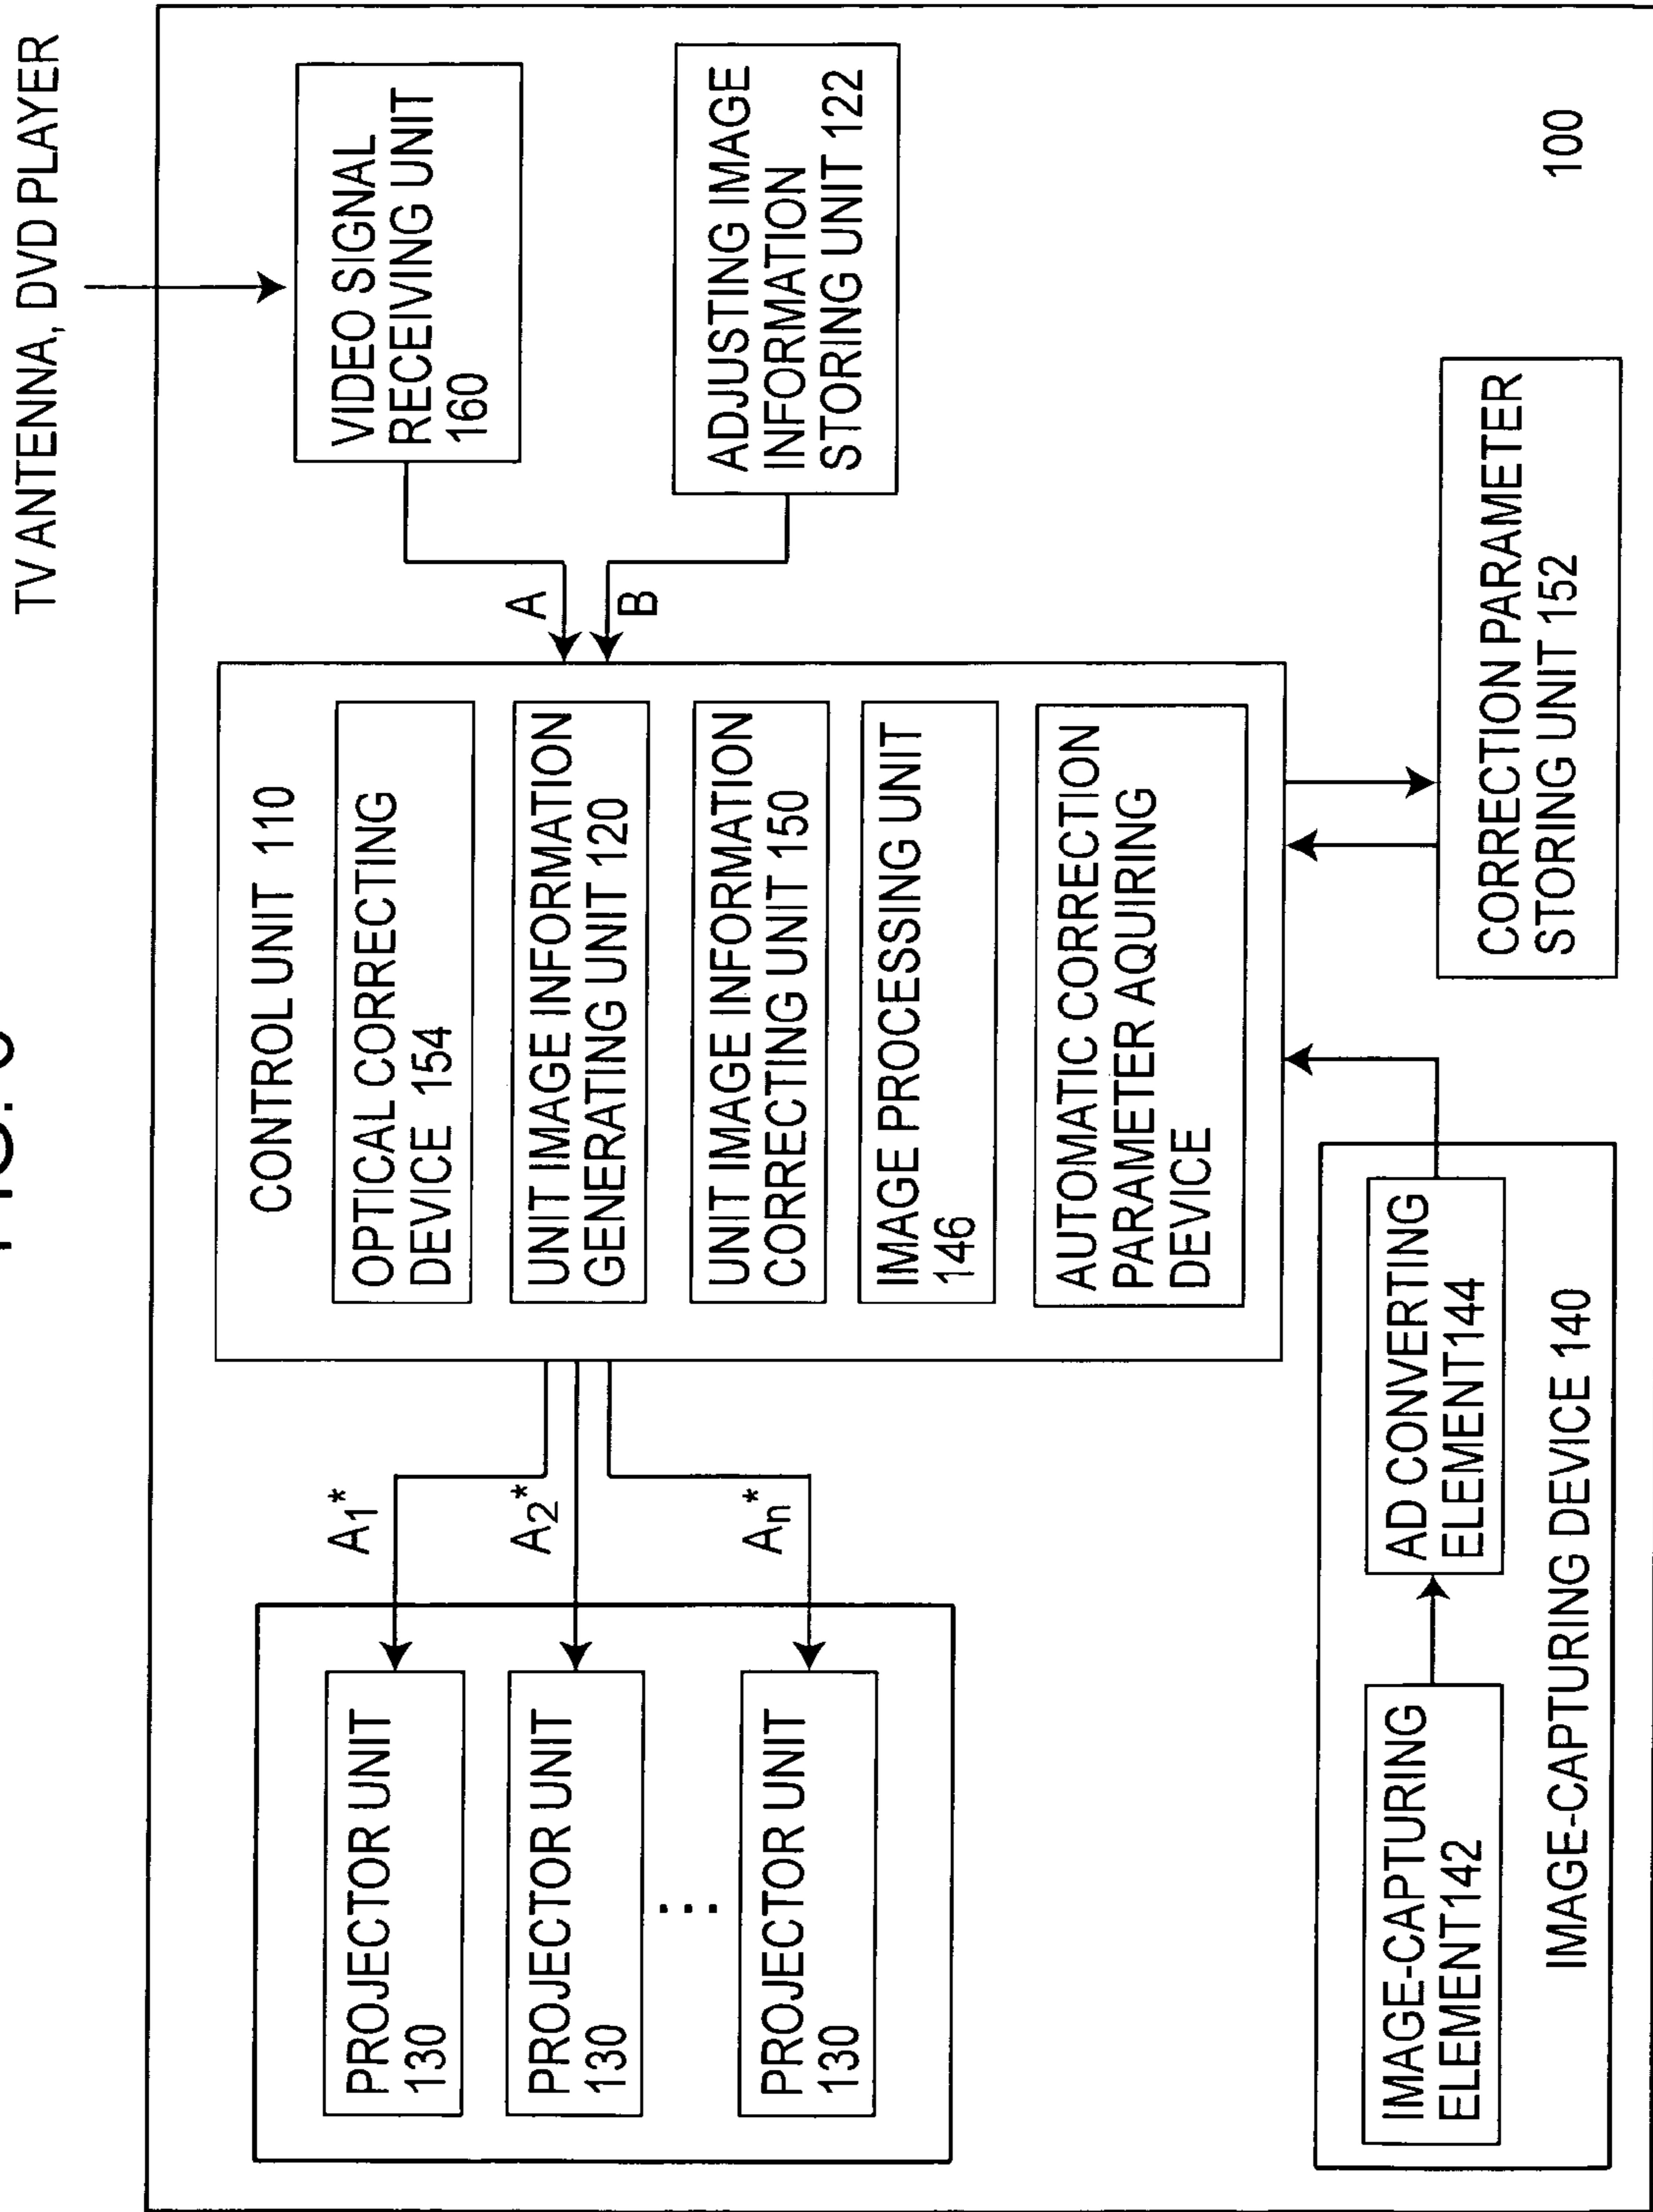 FIG.
TV ANTENNA, DVD PLAYER
CONTROL UNIT 110
OPTICAL CORRECTING
DEVICE 154
UNIT IMAGE INFORMATION
GENERATING UNIT 120
UNIT IMAGE INFORMATION
CORRECTING UNIT 150
IMAGE PROCESSING UNIT
146
AUTOMATIC CORRECTION
PARAMETER AQUIRING
DEVICE
A1*
A2*
An*
PROJECTOR UNIT
130
PROJECTOR UNIT
130
⋮
PROJECTOR UNIT
130
A
B
VIDEO SIGNAL
RECEIVING UNIT
160
ADJUSTING IMAGE
INFORMATION
STORING UNIT 122
IMAGE-CAPTURING
ELEMENT142
AD CONVERTING
ELEMENT144
IMAGE-CAPTURING DEVICE 140
CORRECTION PARAMETER
STORING UNIT 152
100